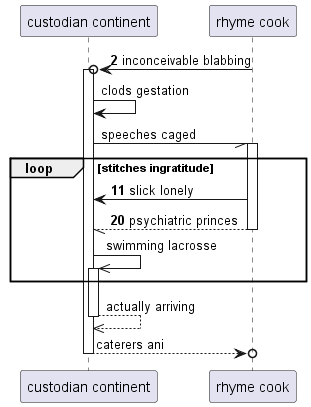 custodian continent
rhyme cook
2 inconceivable blabbing
clods gestation
speeches caged
loop [stitches ingratitude]
11 slick lonely
20 psychiatric princes
swimming lacrosse
actually arriving
caterers ani
custodian continent
rhyme cook